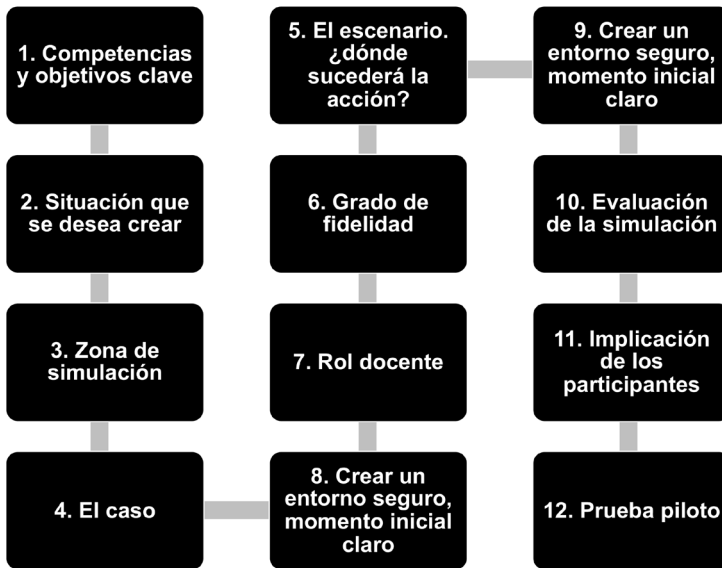 1. Competencias
y objetivos clave
2. Situación que
se desea crear
3. Zona de
simulación
4. El caso
5. El escenario.
¿dónde
sucederá la
acción?
6. Grado de
fidelidad
7. Rol docente
8. Crear un
entorno seguro,
momento inicial
claro
9. Crear un
entorno seguro,
momento inicial
claro
10. Evaluación
de la simulación
11. Implicación
de los
participantes
12. Prueba piloto